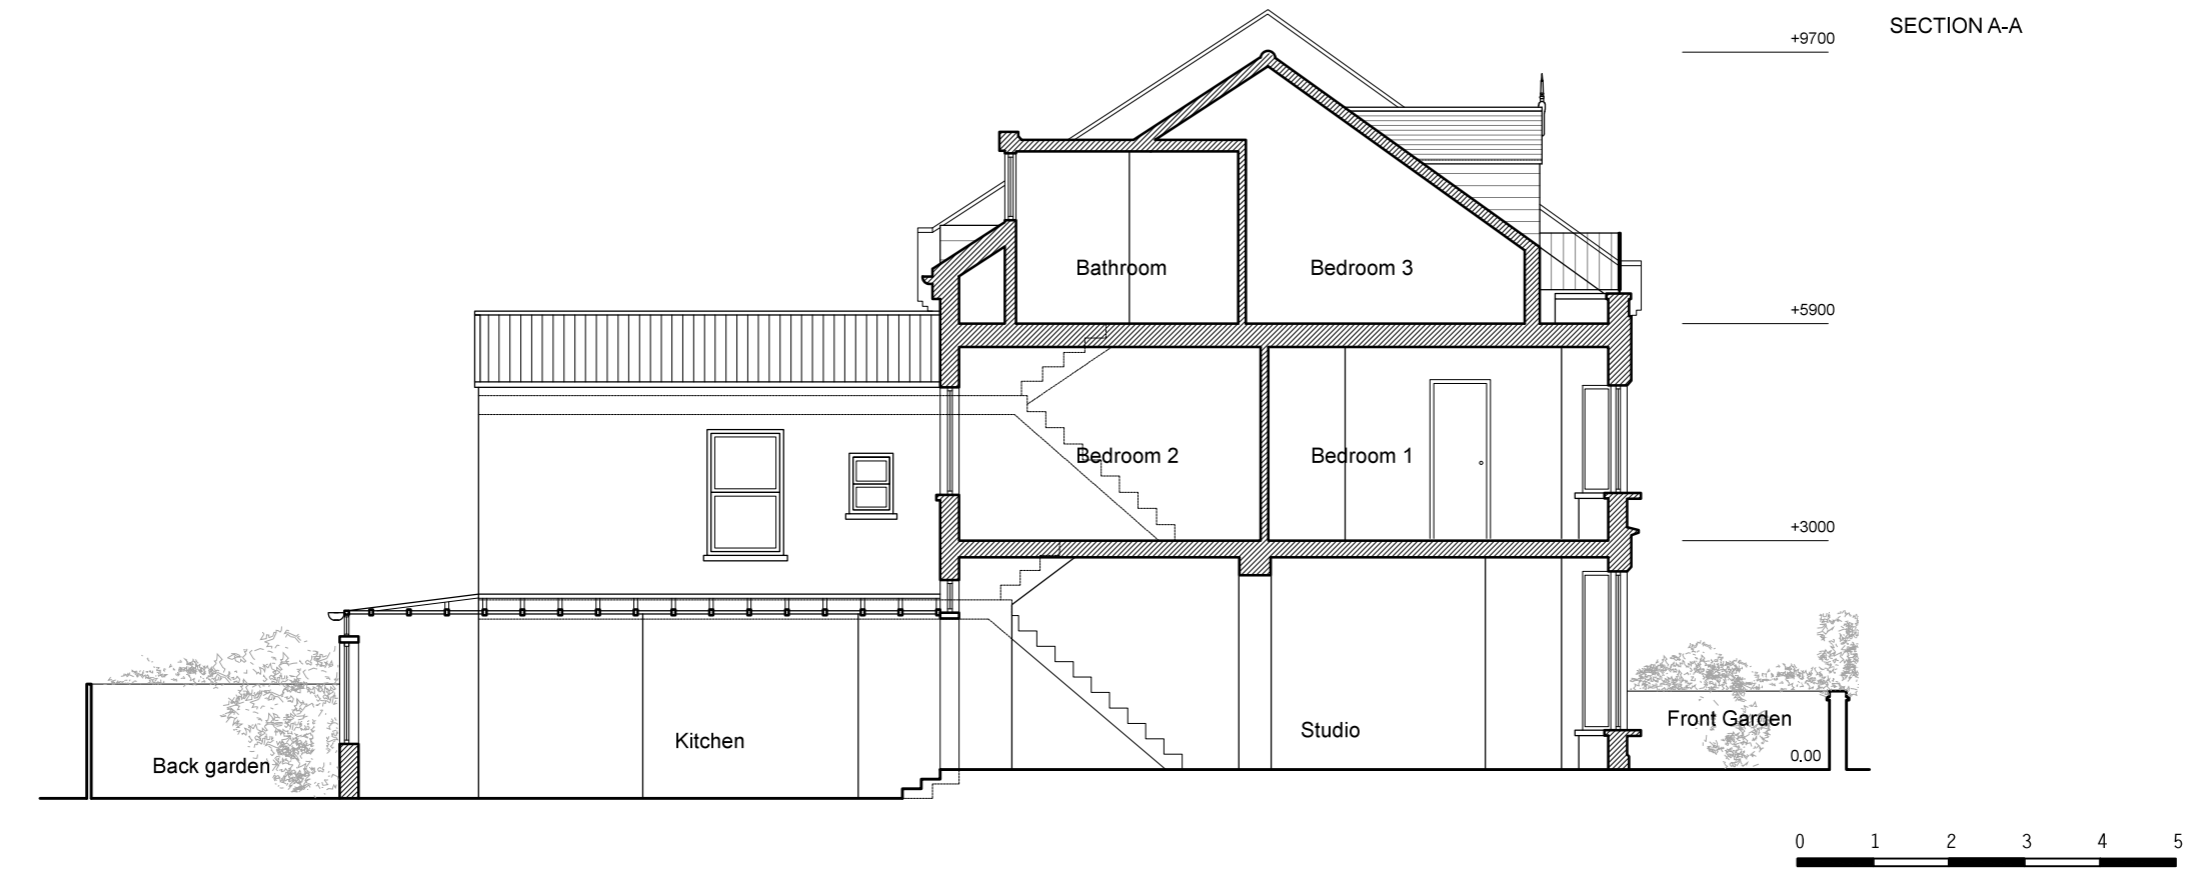 SECTION A-A
+9700
Bathroom
Bedroom 3
+5900
Bedroom 2
Bedroom 1
+3000
Kitchen
Studio
Front Garden
Back garden
0.00
0 1 2 3 4 5